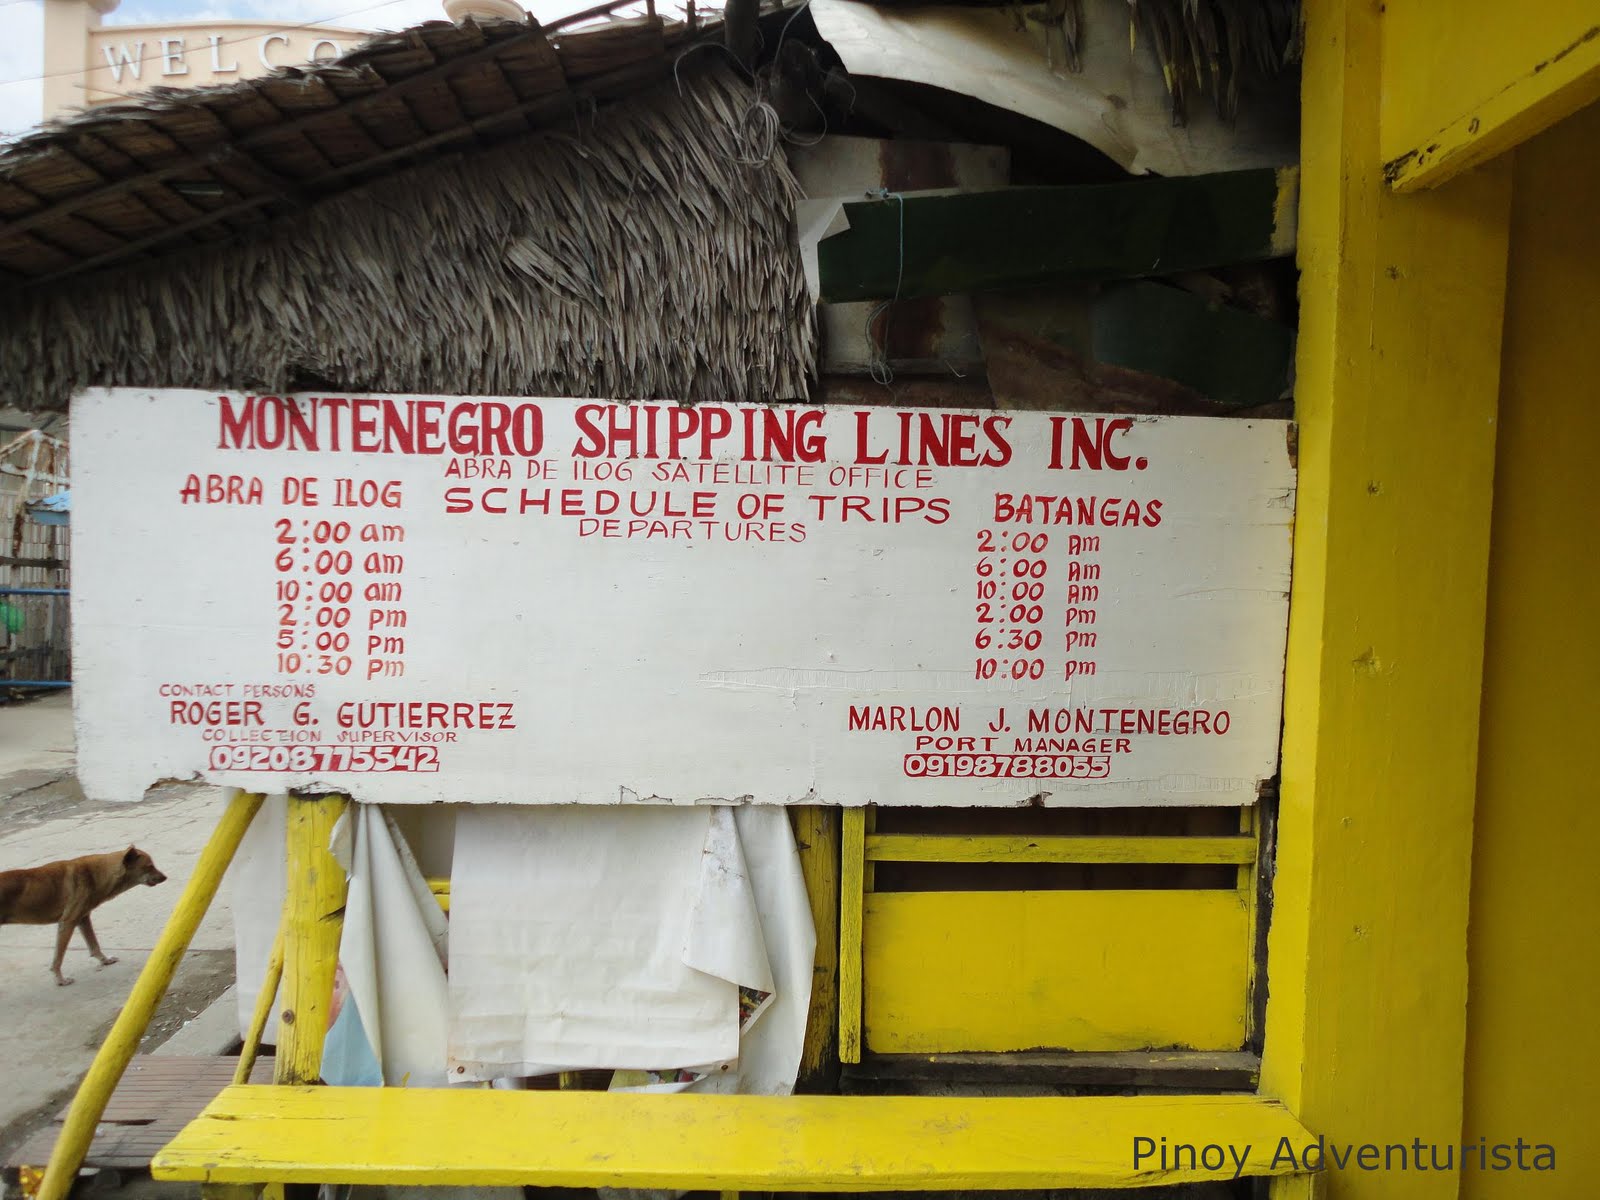 WELCO
MONTENEGRO SHIPPING LINES INC.
ABRA DE ILOG SATELLITE OFFICE
SCHEDULE OF TRIPS
DEPARTURES
ABRA DE ILOG
2:00 am
6:00 am
10:00 am
2:00 pm
5:00 pm
10:30 pm
BATANGAS
2:00 Am
6:00 Am
10:00 Am
2:00 pm
6:30 pm
10:00 pm
CONTACT PERSONS
ROGER G. GUTIERREZ
COLLECTION SUPERVISOR
09208775542
MARLON J. MONTENEGRO
PORT MANAGER
09198788055
Pinoy Adventurista